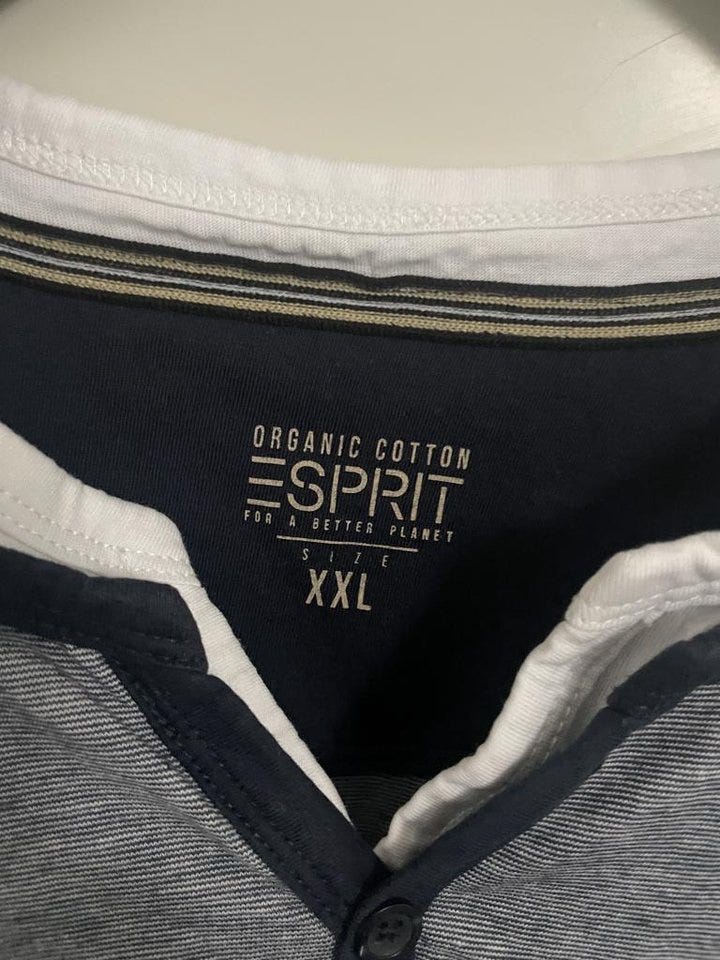 ORGANIC COTTON
ESPRIT
FOR A BETTER PLANET
SIZE
XXL